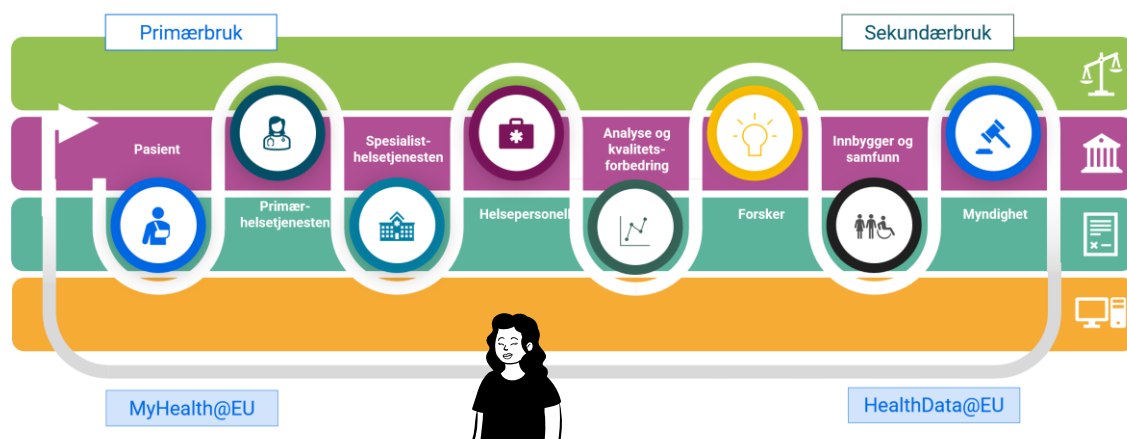 Primærbruk
Sekundærbruk
Pasient
Primær-
helsetjenesten
Spesialist-
helsetjenesten
Helsepersonell
Analyse og
kvalitets-
forbedring
Forsker
Innbygger og
samfunn
Myndighet
MyHealth@EU
HealthData@EU